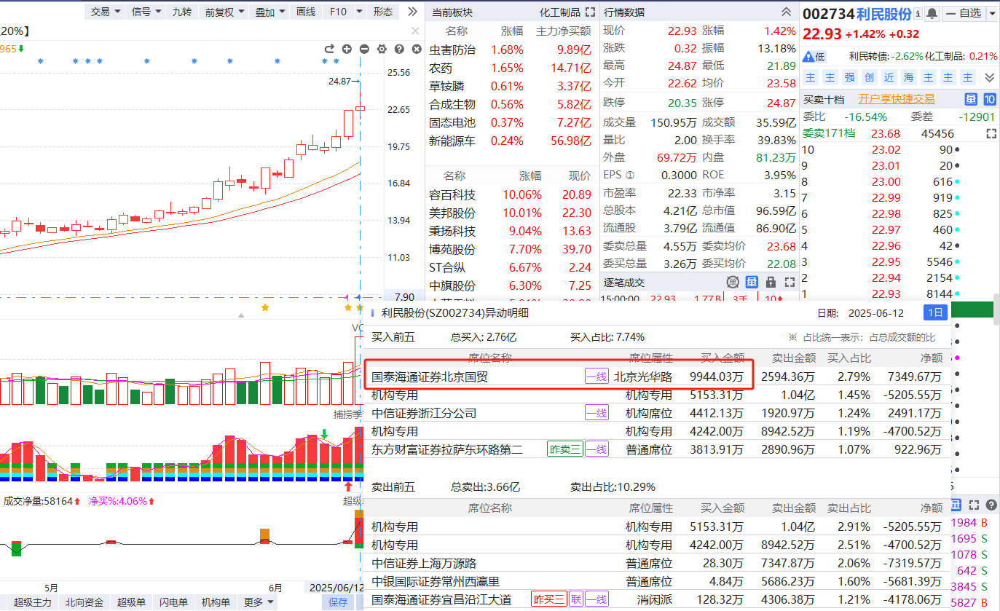 交易 信号 九转 前复权 叠加 画线 F10 形态
20%】
965
24.87→
25.56
22.65
19.75
16.84
13.94
11.03
7.90
捕捞季
成交净量:58164 净买%:4.06% 超级
5月 6月 2025/06/12
超级主力 北向资金 超级单 闪电单 机构单 更多 保存
当前板块 化工制品
名称 涨幅 主力净买额
虫害防治 1.68% 9.89亿
农药 1.65% 14.71亿
草铵膦 0.61% 3.37亿
合成生物 0.56% 5.82亿
固态电池 0.37% 7.27亿
新能源车 0.24% 56.98亿
名称 涨幅 现价
容百科技 10.06% 20.89
美邦股份 10.01% 22.30
秉扬科技 9.04% 13.63
博苑股份 7.70% 39.70
ST合纵 6.67% 2.24
中旗股份 6.30% 7.25
行情数据
现价 22.93 涨幅 1.42%
涨跌 0.32 振幅 13.18%
最高 24.87 最低 21.89
今开 22.62 均价 23.58
跌停 20.35 涨停 24.87
成交量 150.95万 成交额 35.59亿
量比 2.00 换手率 39.83%
外盘 69.72万 内盘 81.23万
EPS ① 0.3000 ROE 3.95%
市盈率 22.33 市净率 3.15
总股本 4.21亿 总市值 96.59亿
流通股 3.79亿 流通值 86.90亿
委卖总量 4.55万 委卖均价 23.68
委买总量 3.26万 委买均价 22.08
逐笔成交 单 量
15:00:00 22.93 1.77B 3手 10
002734 利民股份 自选
22.93 +1.42% +0.32
低 利民转债:-2.62% 化工制品: 0.21%
主 主 强 创 近 海 主 主 主
买卖十档 开户享快捷交易 量 10
委比 -16.54% 委差 -12901
委卖171档 23.68 45456
10 23.02 90
9 23.01 20
8 23.00 616
7 22.99 919
6 22.98 825
5 22.97 460
4 22.96 42
3 22.95 5546
2 22.94 2154
1 22.93 8144
利民股份(SZ002734)异动明细 日期: 2025-06-12 1日
买入前五 总买入: 2.76亿 买入占比: 7.74% ※ 占比统一表示：占总成交额的比
席位名称 席位属性 买入金额 卖出金额 买入占比 净额
国泰海通证券北京国贸 一线 北京光华路 9944.03万 2594.36万 2.79% 7349.67万
机构专用 机构专用 5153.31万 1.04亿 1.45% -5205.55万
中信证券浙江分公司 一线 机构席位 4412.13万 1920.97万 1.24% 2491.17万
机构专用 机构专用 4242.00万 8942.52万 1.19% -4700.52万
东方财富证券拉萨东环路第二 昨卖三 一线 普通席位 3813.91万 2890.96万 1.07% 922.96万
卖出前五 总卖出:3.66亿 卖出占比:10.29%
席位名称 席位属性 买入金额 卖出金额 卖出占比 净额
机构专用 机构专用 5153.31万 1.04亿 2.91% -5205.55万
机构专用 机构专用 4242.00万 8942.52万 2.51% -4700.52万
中信证券上海万源路 普通席位 28.30万 7347.87万 2.06% -7319.57万
中银国际证券常州西瀛里 普通席位 4.84万 5686.23万 1.60% -5681.39万
国泰海通证券宜昌沿江大道 昨买三 联 一线 消闲派 128.32万 4306.38万 1.21% -4178.06万
量
1984 B
1695 S
1078 S
642 S
3845 S
5827 B